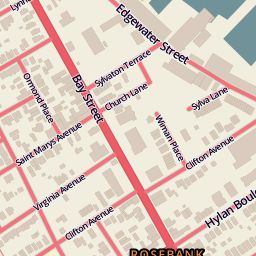 Lynn
Edgewater Street
Sylvaton Terrace
Bay Street
Ormond Place
Church Lane
Sylva Lane
Saint Marys Avenue
Wiman Place
Clifton Avenue
Virginia Avenue
Hylan Boul
Clifton Avenue
ROSEBANK